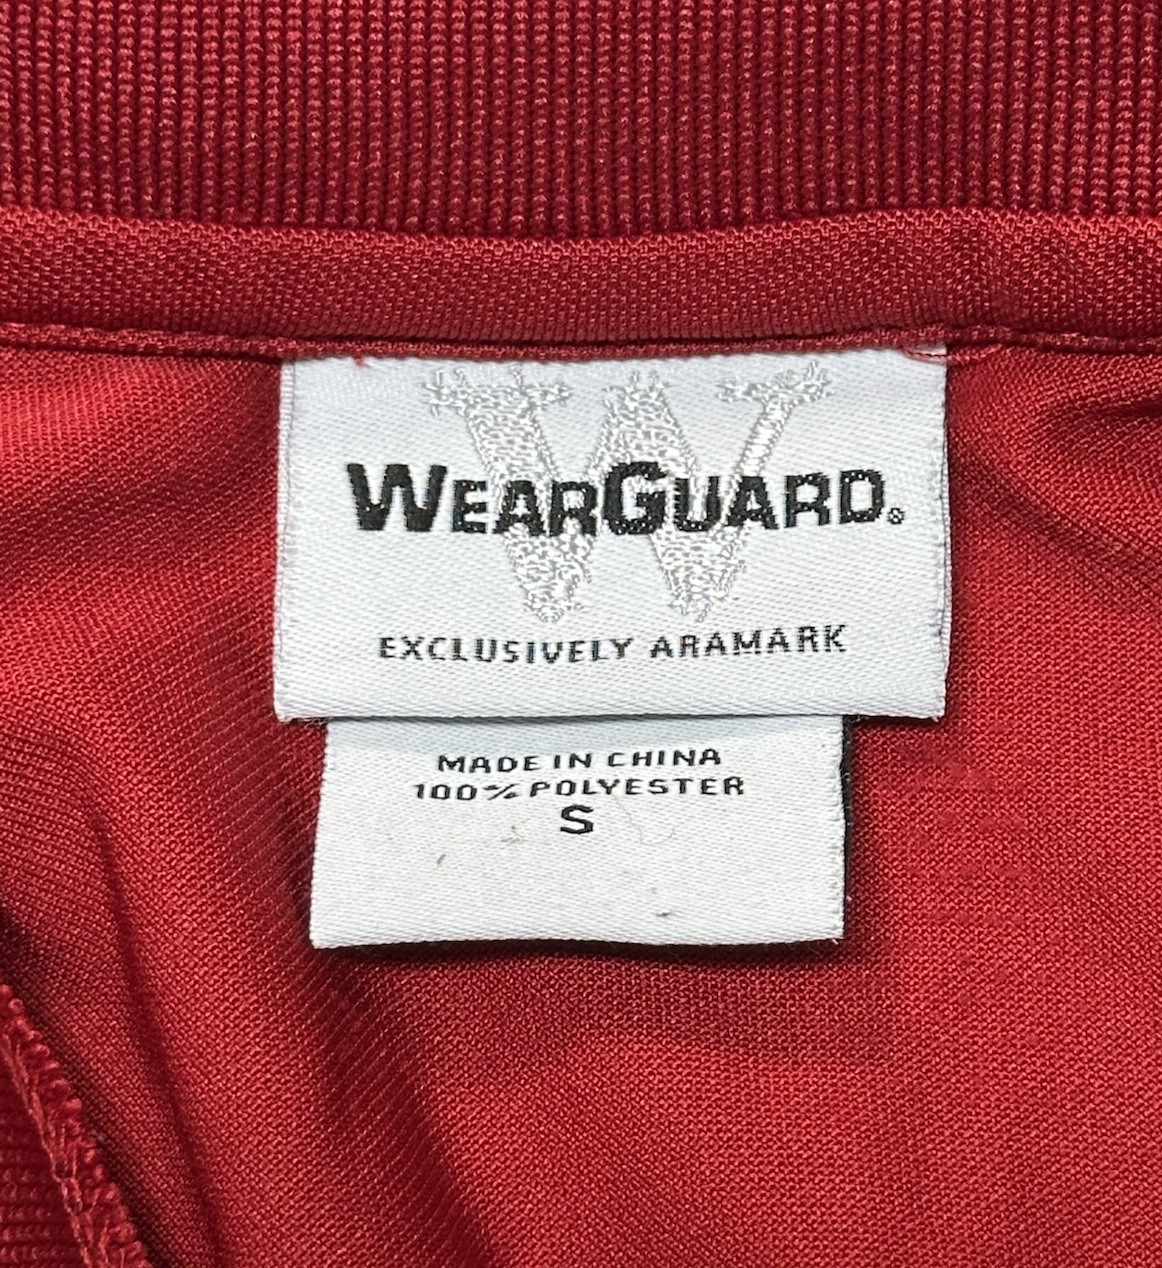 W
WEARGUARD®
EXCLUSIVELY ARAMARK
MADE IN CHINA
100% POLYESTER
S